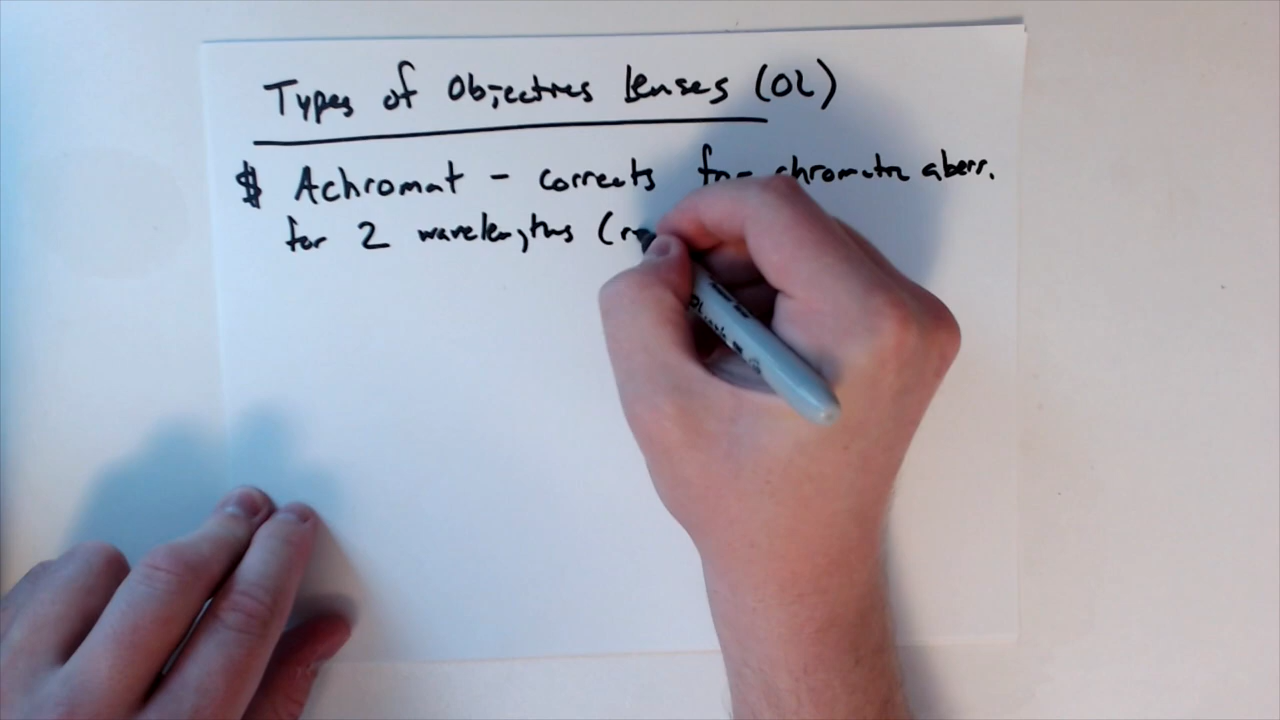 Types of Objectives lenses (OL)
$ Achromat - corrects for chromatic aberr.
for 2 wavelengths (r